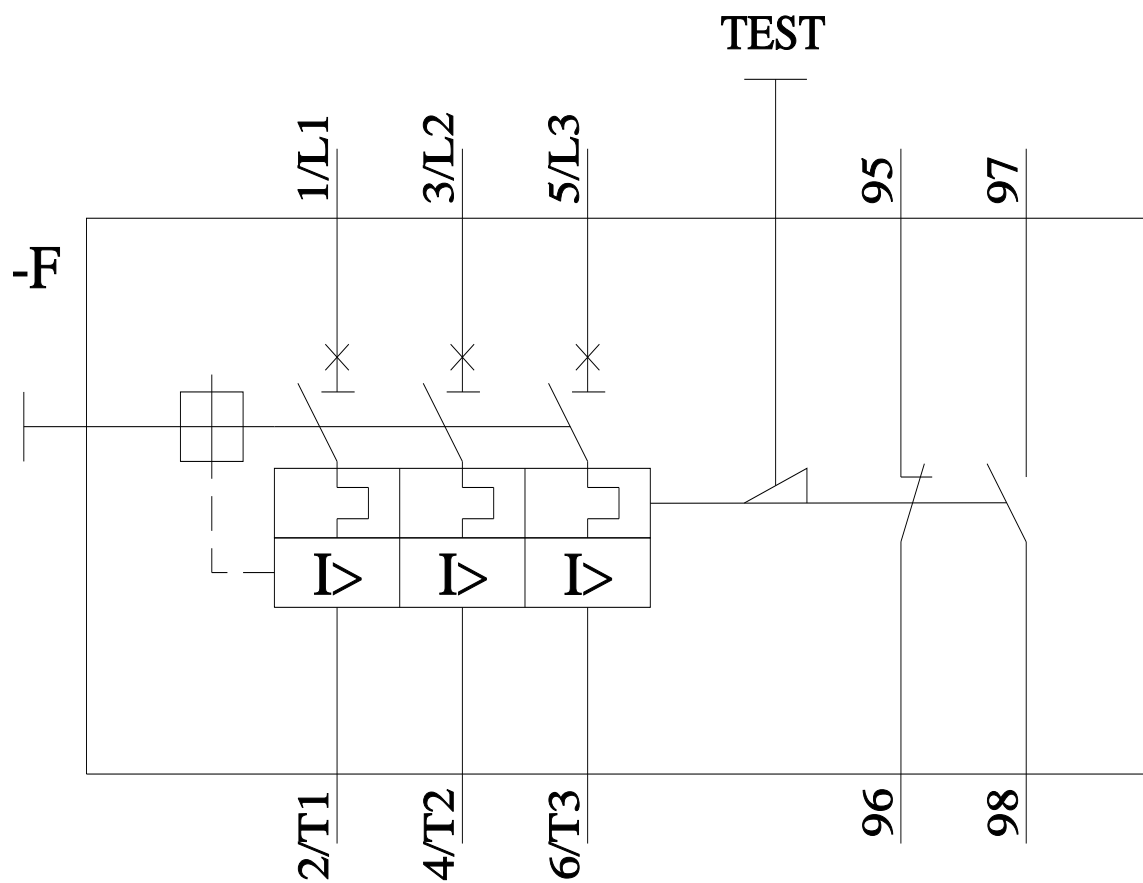 TEST
1/L1
3/L2
5/L3
95
97
-F
I>
I>
I>
2/T1
4/T2
6/T3
96
98